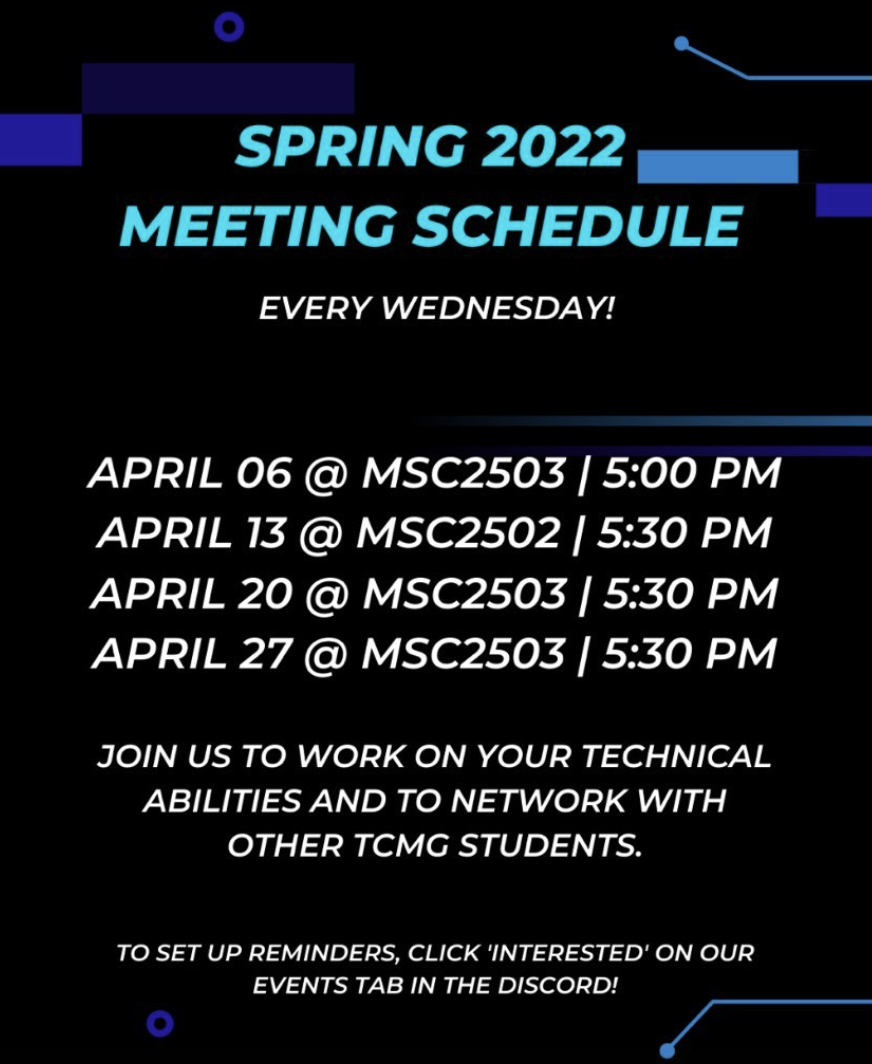 SPRING 2022
MEETING SCHEDULE
EVERY WEDNESDAY!
APRIL 06 @ MSC2503 | 5:00 PM
APRIL 13 @ MSC2502 | 5:30 PM
APRIL 20 @ MSC2503 | 5:30 PM
APRIL 27 @ MSC2503 | 5:30 PM
JOIN US TO WORK ON YOUR TECHNICAL
ABILITIES AND TO NETWORK WITH
OTHER TCMG STUDENTS.
TO SET UP REMINDERS, CLICK 'INTERESTED' ON OUR
EVENTS TAB IN THE DISCORD!